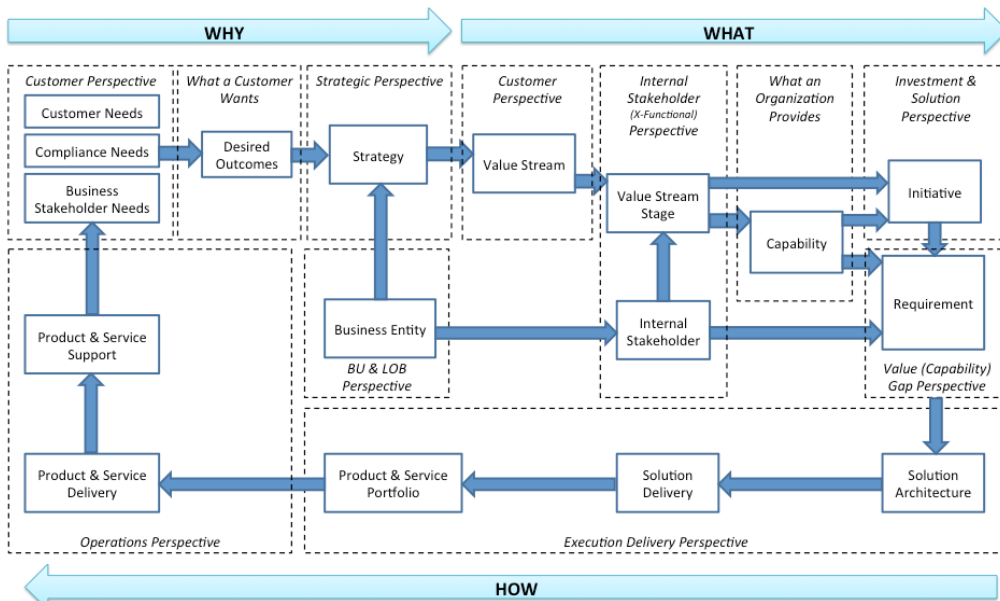 WHY
WHAT
Customer Perspective
What a Customer
Wants
Strategic Perspective
Customer
Perspective
Internal
Stakeholder
(X-Functional)
Perspective
What an
Organization
Provides
Investment &
Solution
Perspective
Customer Needs
Compliance Needs
Business
Stakeholder Needs
Desired
Outcomes
Strategy
Value Stream
Value Stream
Stage
Capability
Initiative
Product & Service
Support
Business Entity
BU & LOB
Perspective
Internal
Stakeholder
Requirement
Value (Capability)
Gap Perspective
Product & Service
Delivery
Product & Service
Portfolio
Solution
Delivery
Solution
Architecture
Operations Perspective
Execution Delivery Perspective
HOW